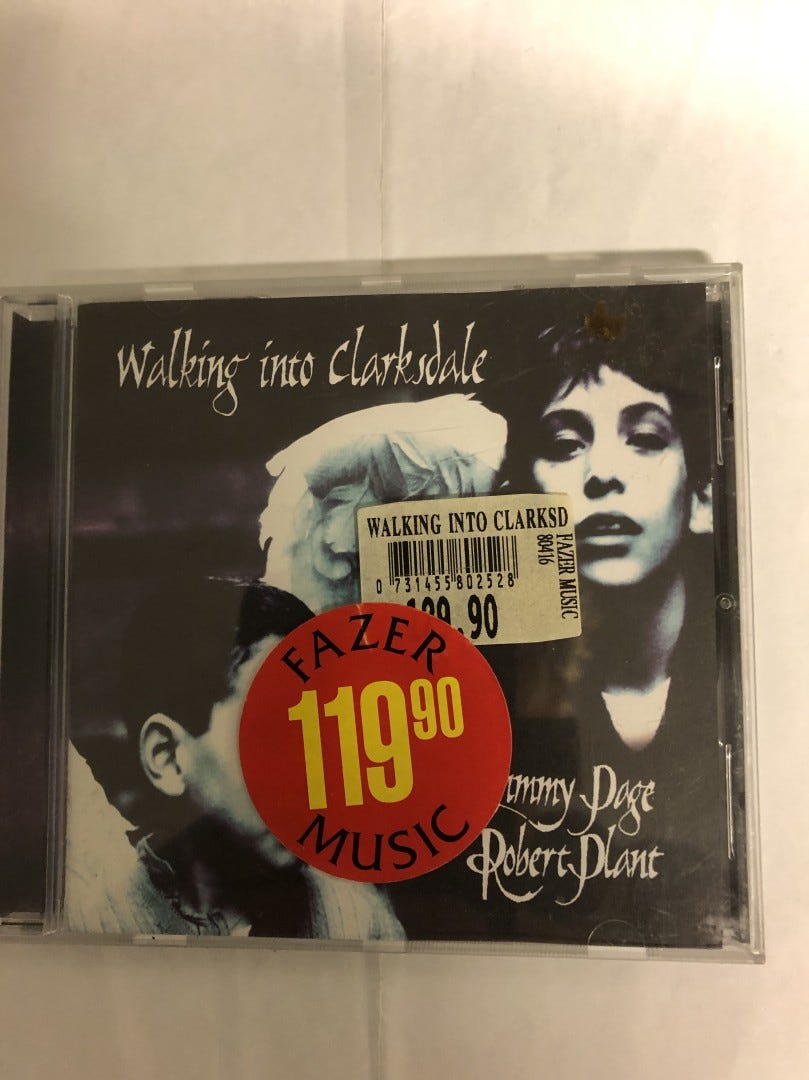 Walking into Clarksdale
WALKING INTO CLARKSD
0 731455 802528
.90
80416
FAZER MUSIC
FAZER
119 90
MUSIC
Page
Robert Plant